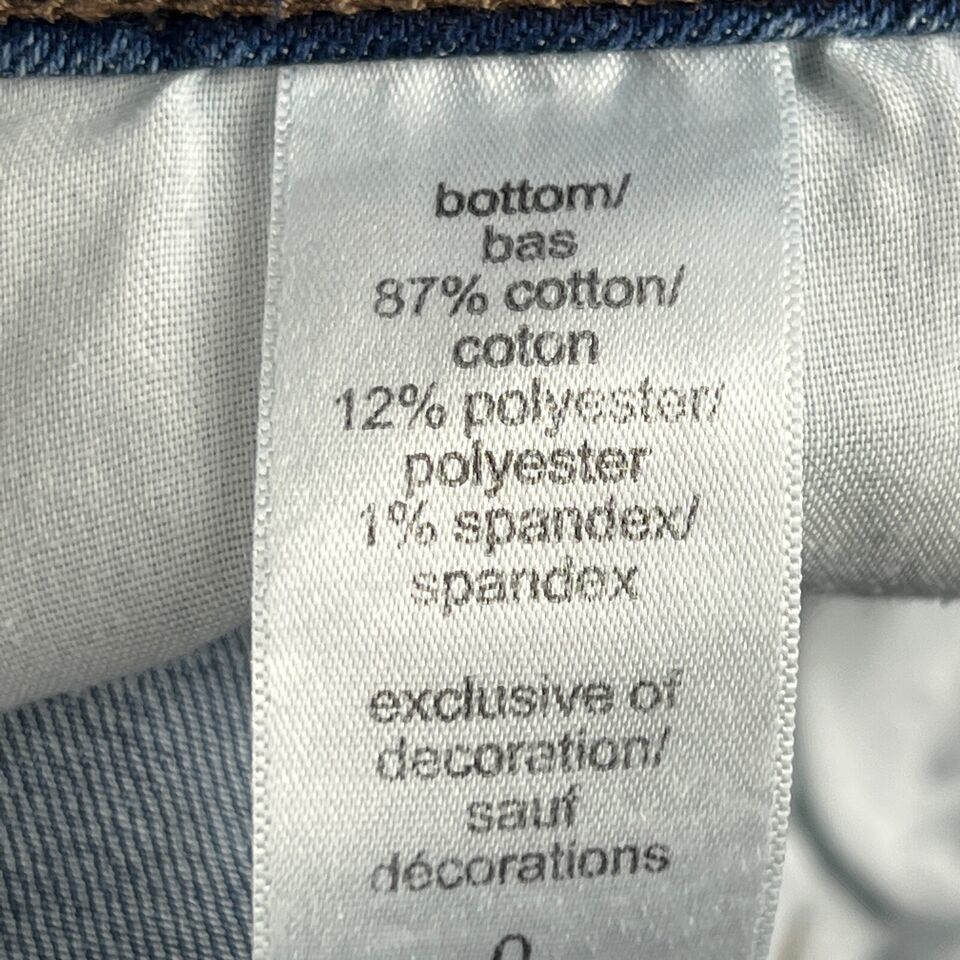 bottom/
bas
87% cotton/
coton
12% polyester/
polyester
1% spandex/
spandex
exclusive of
decoration/
sauf
décorations